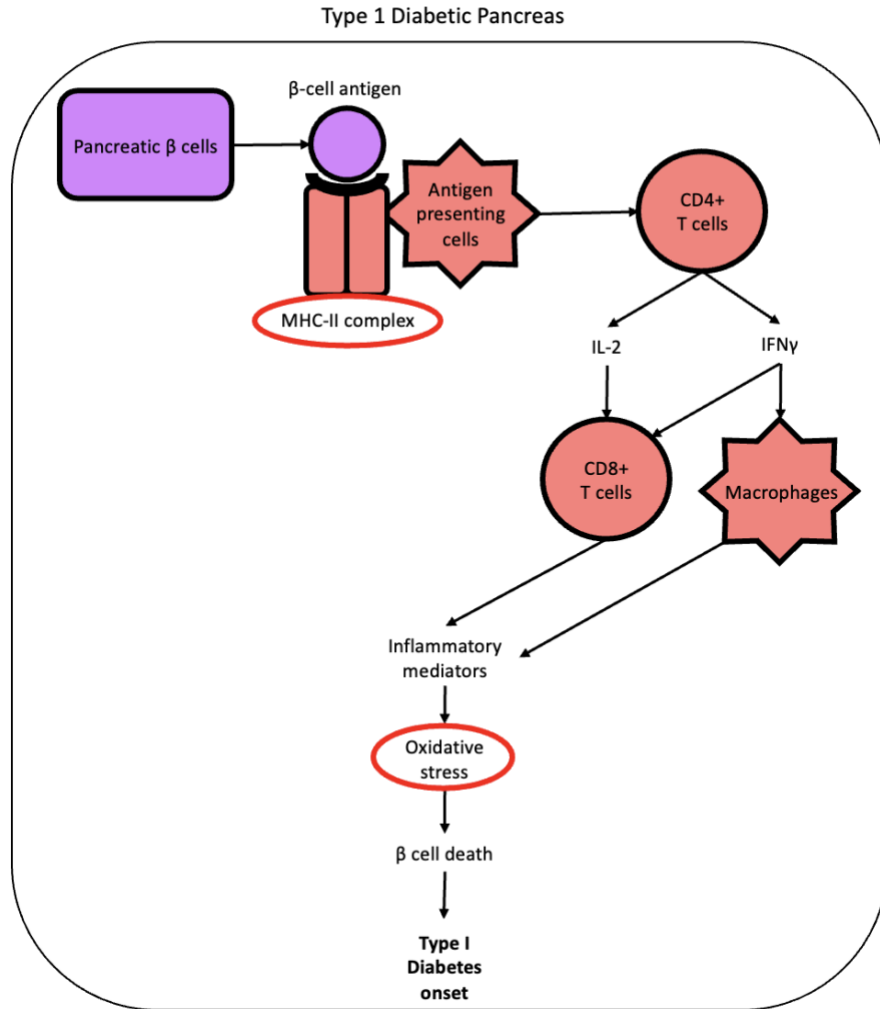 Type 1 Diabetic Pancreas
β-cell antigen
Pancreatic β cells
Antigen
presenting
cells
CD4+
T cells
MHC-II complex
IL-2
IFNγ
CD8+
T cells
Macrophages
Inflammatory
mediators
Oxidative
stress
β cell death
Type I
Diabetes
onset